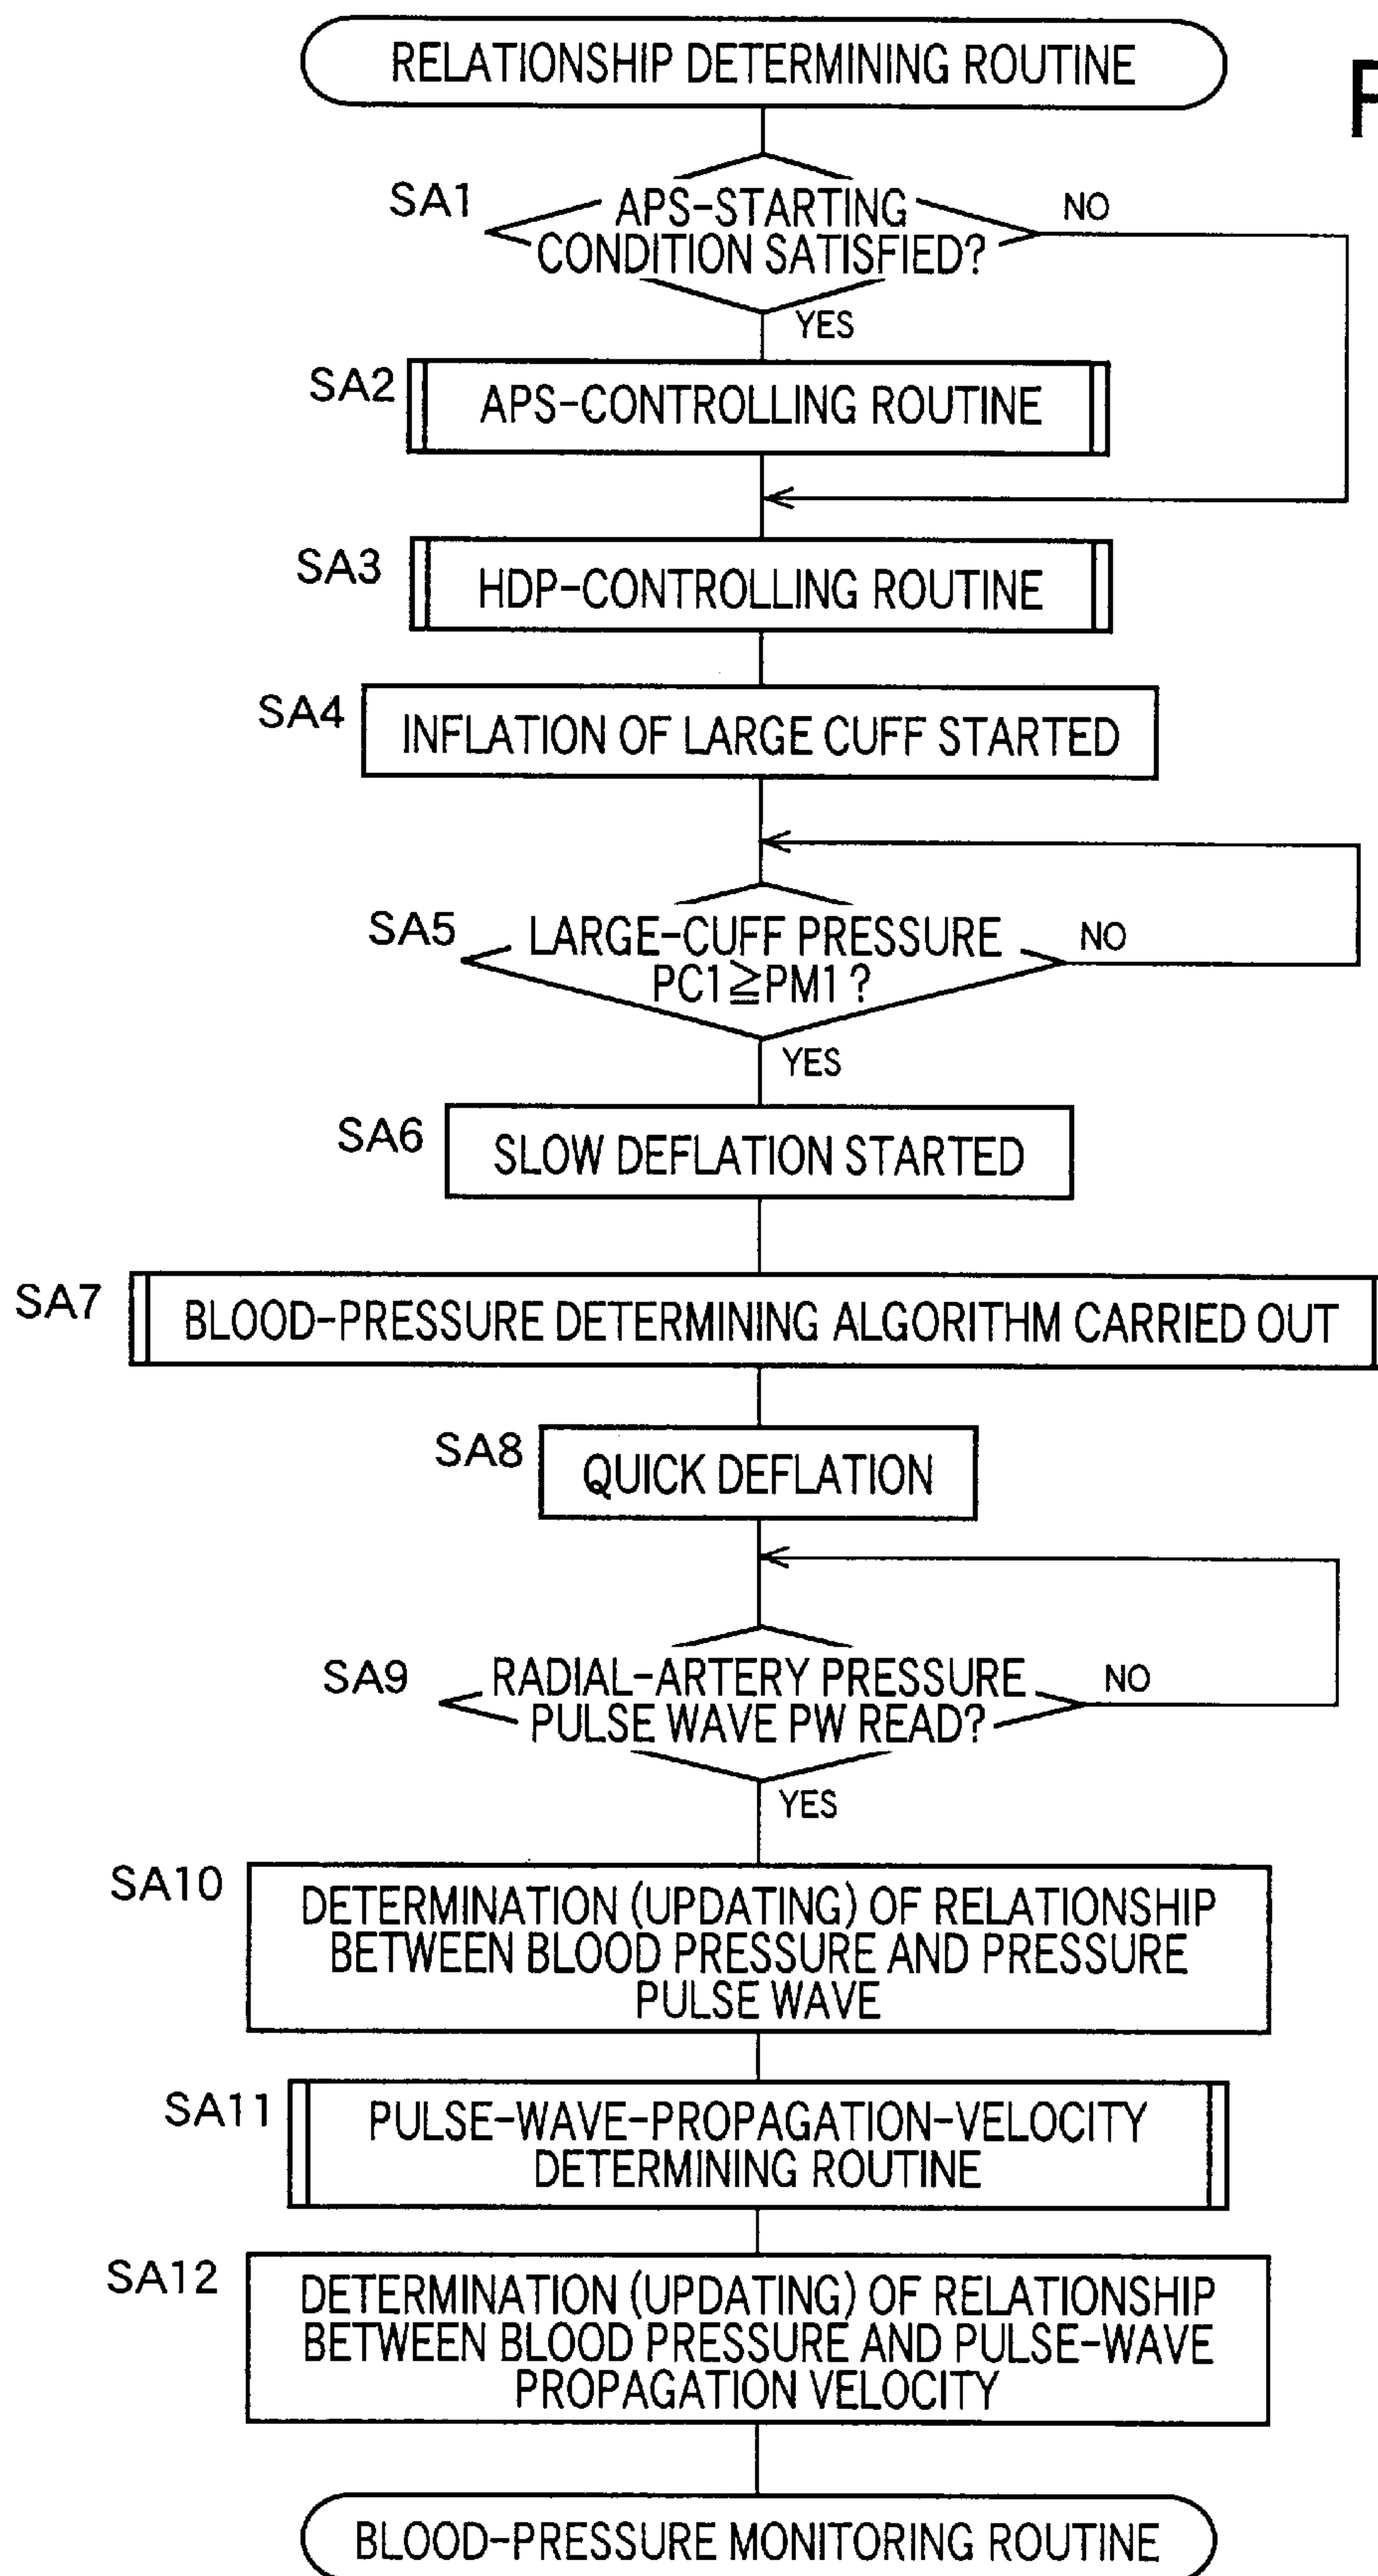 RELATIONSHIP DETERMINING ROUTINE
F
SA1
APS-STARTING
CONDITION SATISFIED?
NO
YES
SA2
APS-CONTROLLING ROUTINE
SA3
HDP-CONTROLLING ROUTINE
SA4
INFLATION OF LARGE CUFF STARTED
SA5
LARGE-CUFF PRESSURE
PC1≧PM1?
NO
YES
SA6
SLOW DEFLATION STARTED
SA7
BLOOD-PRESSURE DETERMINING ALGORITHM CARRIED OUT
SA8
QUICK DEFLATION
SA9
RADIAL-ARTERY PRESSURE
PULSE WAVE PW READ?
NO
YES
SA10
DETERMINATION (UPDATING) OF RELATIONSHIP
BETWEEN BLOOD PRESSURE AND PRESSURE
PULSE WAVE
SA11
PULSE-WAVE-PROPAGATION-VELOCITY
DETERMINING ROUTINE
SA12
DETERMINATION (UPDATING) OF RELATIONSHIP
BETWEEN BLOOD PRESSURE AND PULSE-WAVE
PROPAGATION VELOCITY
BLOOD-PRESSURE MONITORING ROUTINE